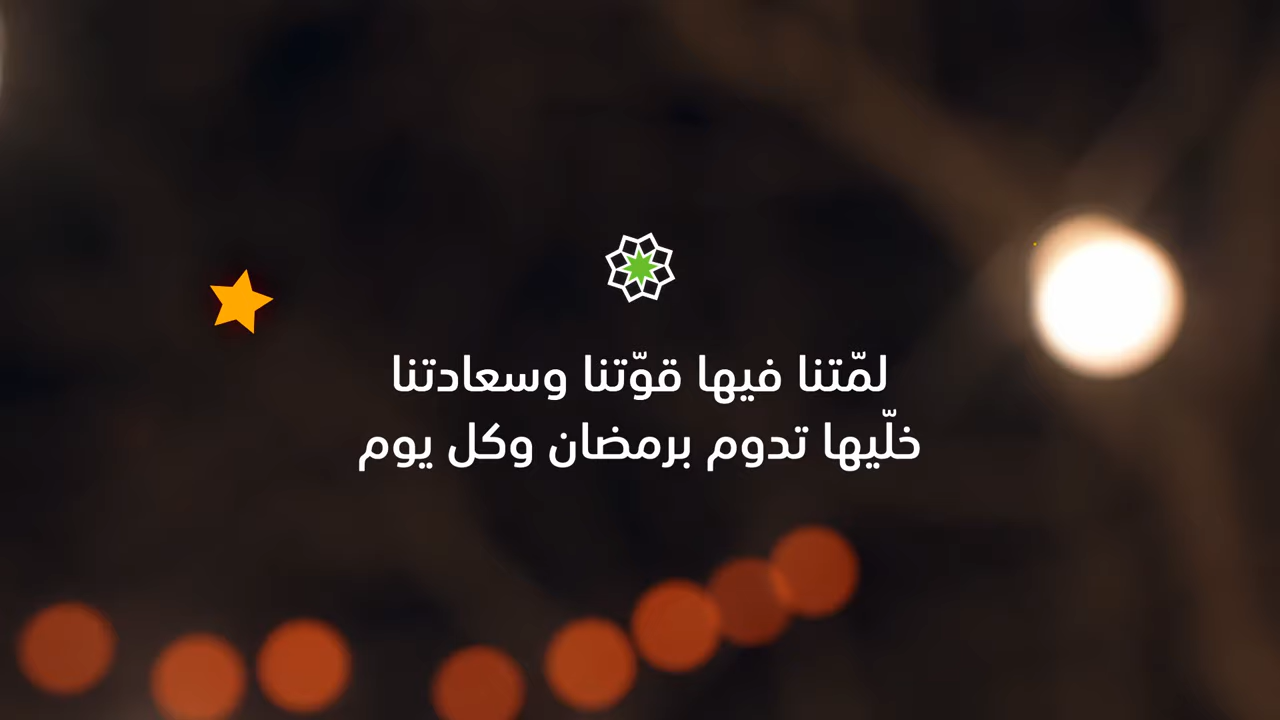 لمّتنا فيها قوّتنا وسعادتنا
خلّيها تدوم برمضان وكل يوم